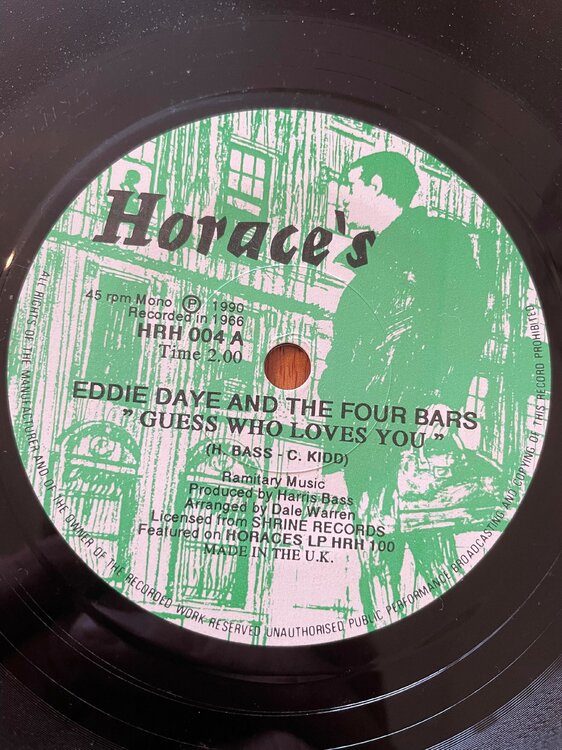 Horace's
45 rpm Mono Ⓟ 1990
Recorded in 1966
HRH 004 A
Time 2.00
EDDIE DAYE AND THE FOUR BARS
" GUESS WHO LOVES YOU "
(H. BASS - C. KIDD)
Ramitary Music
Produced by Harris Bass
Arranged by Dale Warren
Licensed from SHRINE RECORDS
Featured on HORACES LP HRH 100
MADE IN THE U.K.
ALL RIGHTS OF THE MANUFACTURER AND OF THE OWNER OF THE RECORDED WORK RESERVED UNAUTHORISED, PUBLIC PERFORMANCE BROADCASTING AND COPYING OF THIS RECORD PROHIBITED